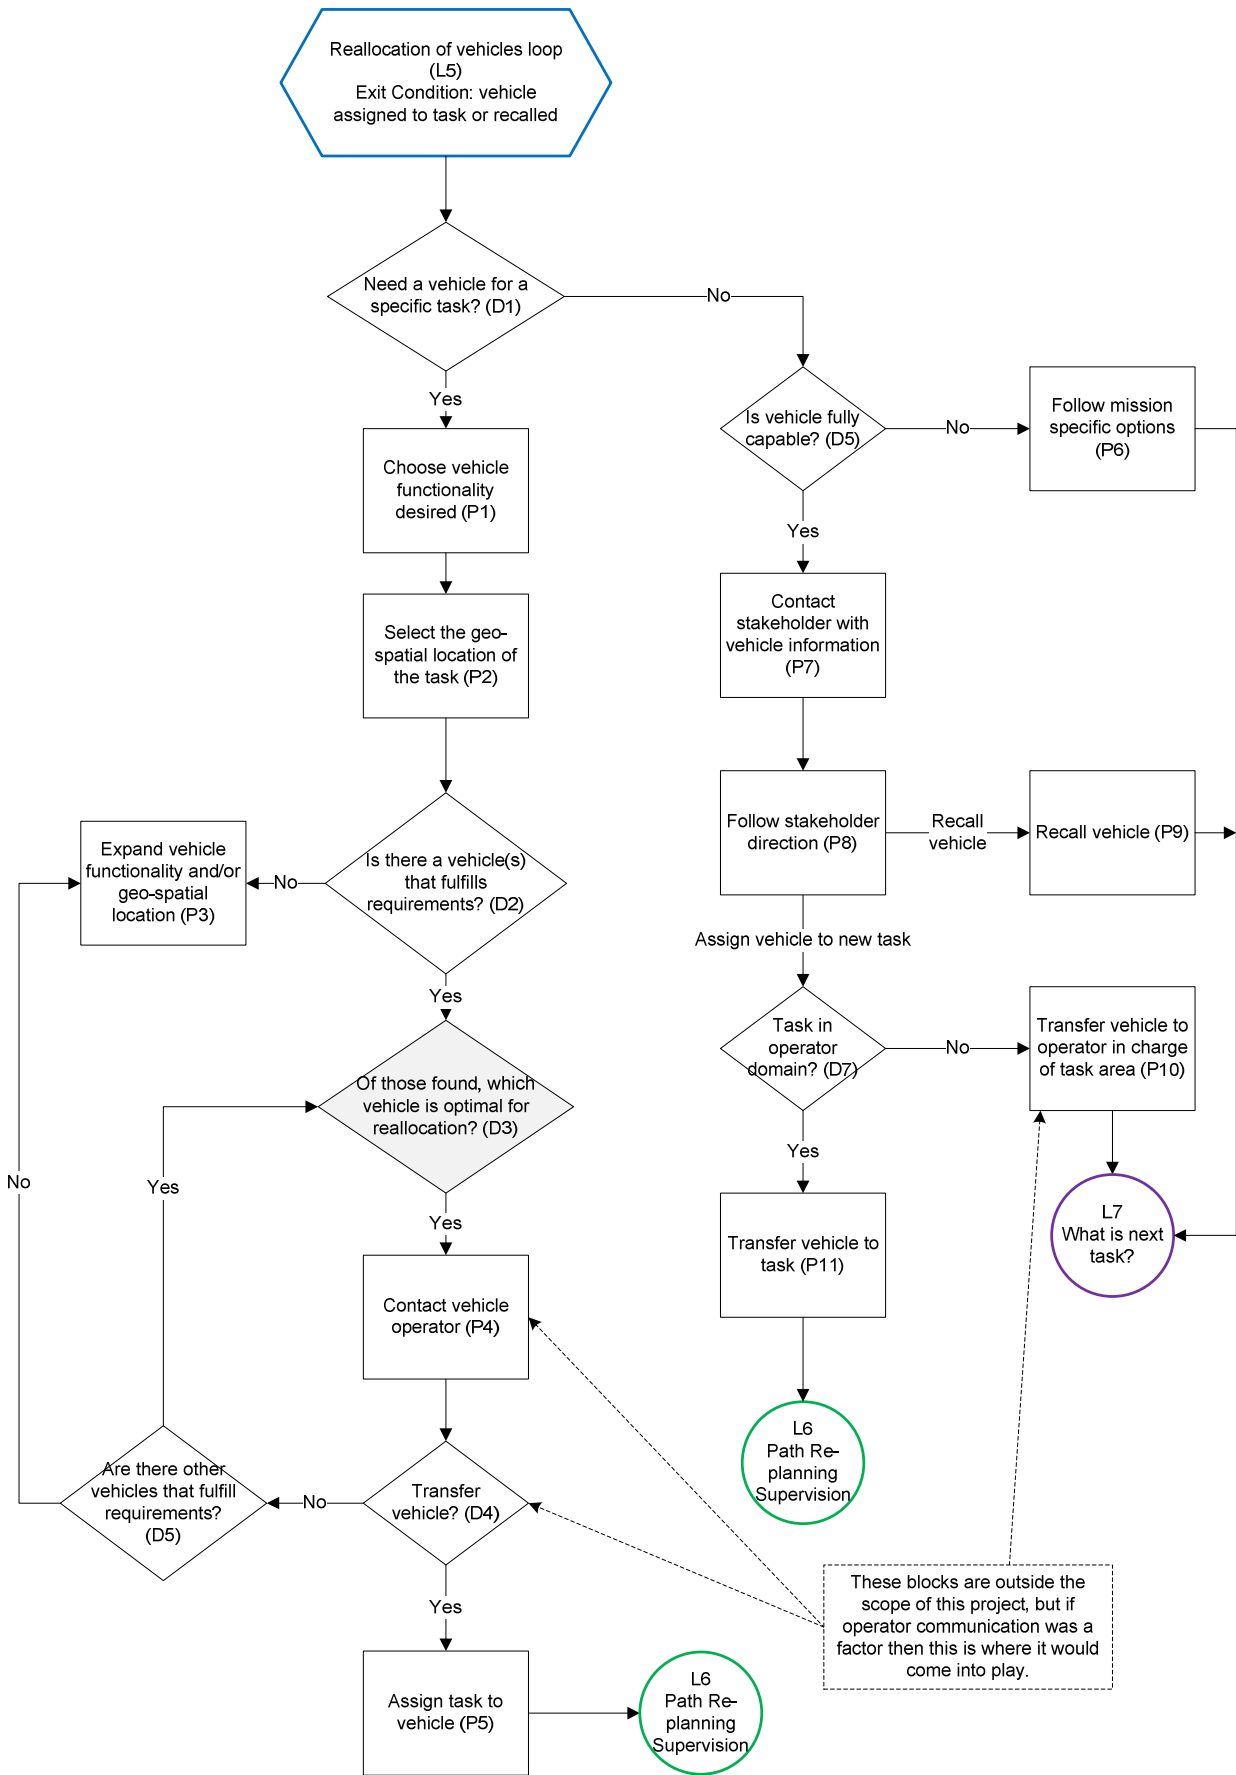 Reallocation of vehicles loop
(L5)
Exit Condition: vehicle
assigned to task or recalled
Need a vehicle for a
specific task? (D1)
No
Yes
Is vehicle fully
capable? (D5)
No
Follow mission
specific options
(P6)
Choose vehicle
functionality
desired (P1)
Yes
Contact
stakeholder with
vehicle information
(P7)
Select the geo-
spatial location of
the task (P2)
Follow stakeholder
direction (P8)
Recall
vehicle
Recall vehicle (P9)
Expand vehicle
functionality and/or
geo-spatial
location (P3)
No
Is there a vehicle(s)
that fulfills
requirements? (D2)
Assign vehicle to new task
Yes
Task in
operator
domain? (D7)
No
Transfer vehicle to
operator in charge
of task area (P10)
Of those found, which
vehicle is optimal for
reallocation? (D3)
No
Yes
Yes
Yes
L7
What is next
task?
Transfer vehicle to
task (P11)
Contact vehicle
operator (P4)
L6
Path Re-
planning
Supervision
Are there other
vehicles that fulfill
requirements?
(D5)
No
Transfer
vehicle? (D4)
Yes
These blocks are outside the
scope of this project, but if
operator communication was a
factor then this is where it would
come into play.
Assign task to
vehicle (P5)
L6
Path Re-
planning
Supervision